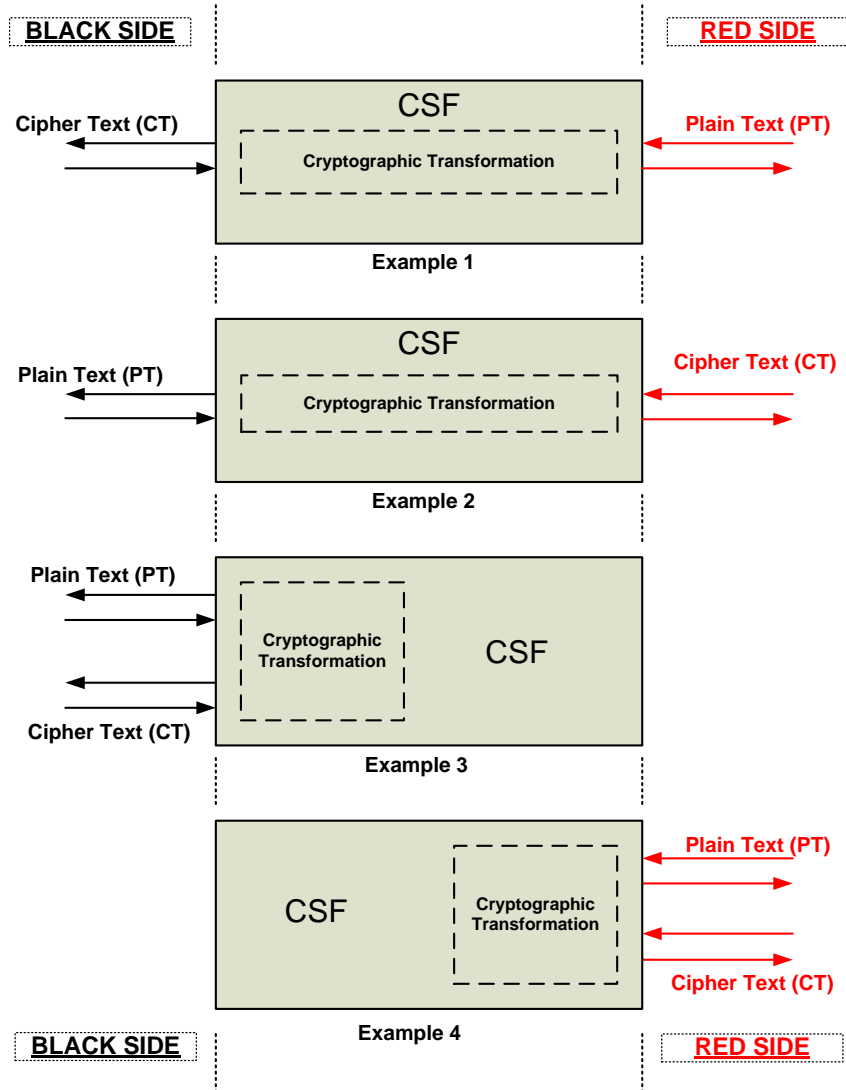 BLACK SIDE
RED SIDE
CSF
Cipher Text (CT)
Plain Text (PT)
Cryptographic Transformation
Example 1
CSF
Plain Text (PT)
Cipher Text (CT)
Cryptographic Transformation
Example 2
Plain Text (PT)
Cryptographic
Transformation
CSF
Cipher Text (CT)
Example 3
Plain Text (PT)
CSF
Cryptographic
Transformation
Cipher Text (CT)
Example 4
BLACK SIDE
RED SIDE